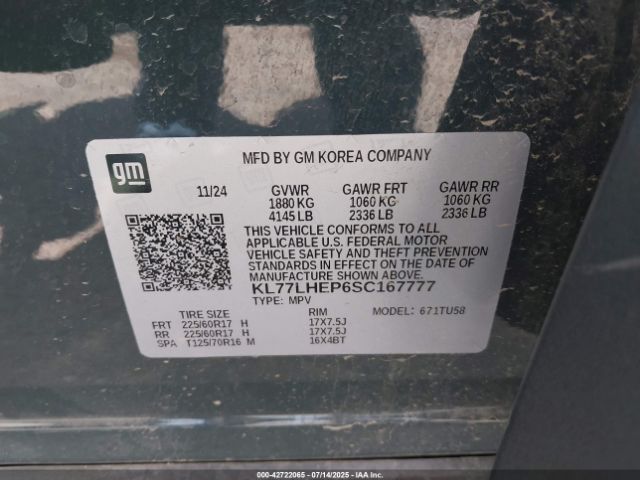 gm
MFD BY GM KOREA COMPANY
11/24 GVWR GAWR FRT GAWR RR
1880 KG 1060 KG 1060 KG
4145 LB 2336 LB 2336 LB
THIS VEHICLE CONFORMS TO ALL
APPLICABLE U.S. FEDERAL MOTOR
VEHICLE SAFETY AND THEFT PREVENTION
STANDARDS IN EFFECT ON THE DATE OF
MANUFACTURE SHOWN ABOVE.
KL77LHEP6SC167777
TYPE: MPV MODEL: 671TU58
TIRE SIZE RIM
FRT 225/60R17 H 17X7.5J
RR 225/60R17 H 17X7.5J
SPA T125/70R16 M 16X4BT
000-42722065 - 07/14/2025 - IAAI.COM